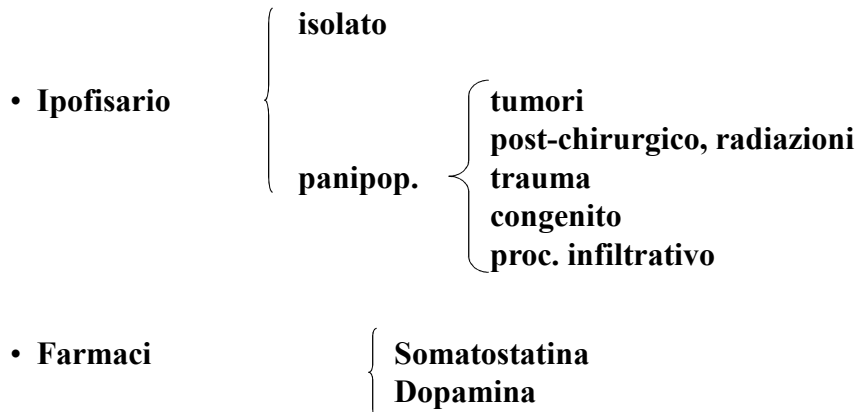 isolato
• Ipofisario
tumori
post-chirurgico, radiazioni
panipop.
trauma
congenito
proc. infiltrativo
• Farmaci
Somatostatina
Dopamina